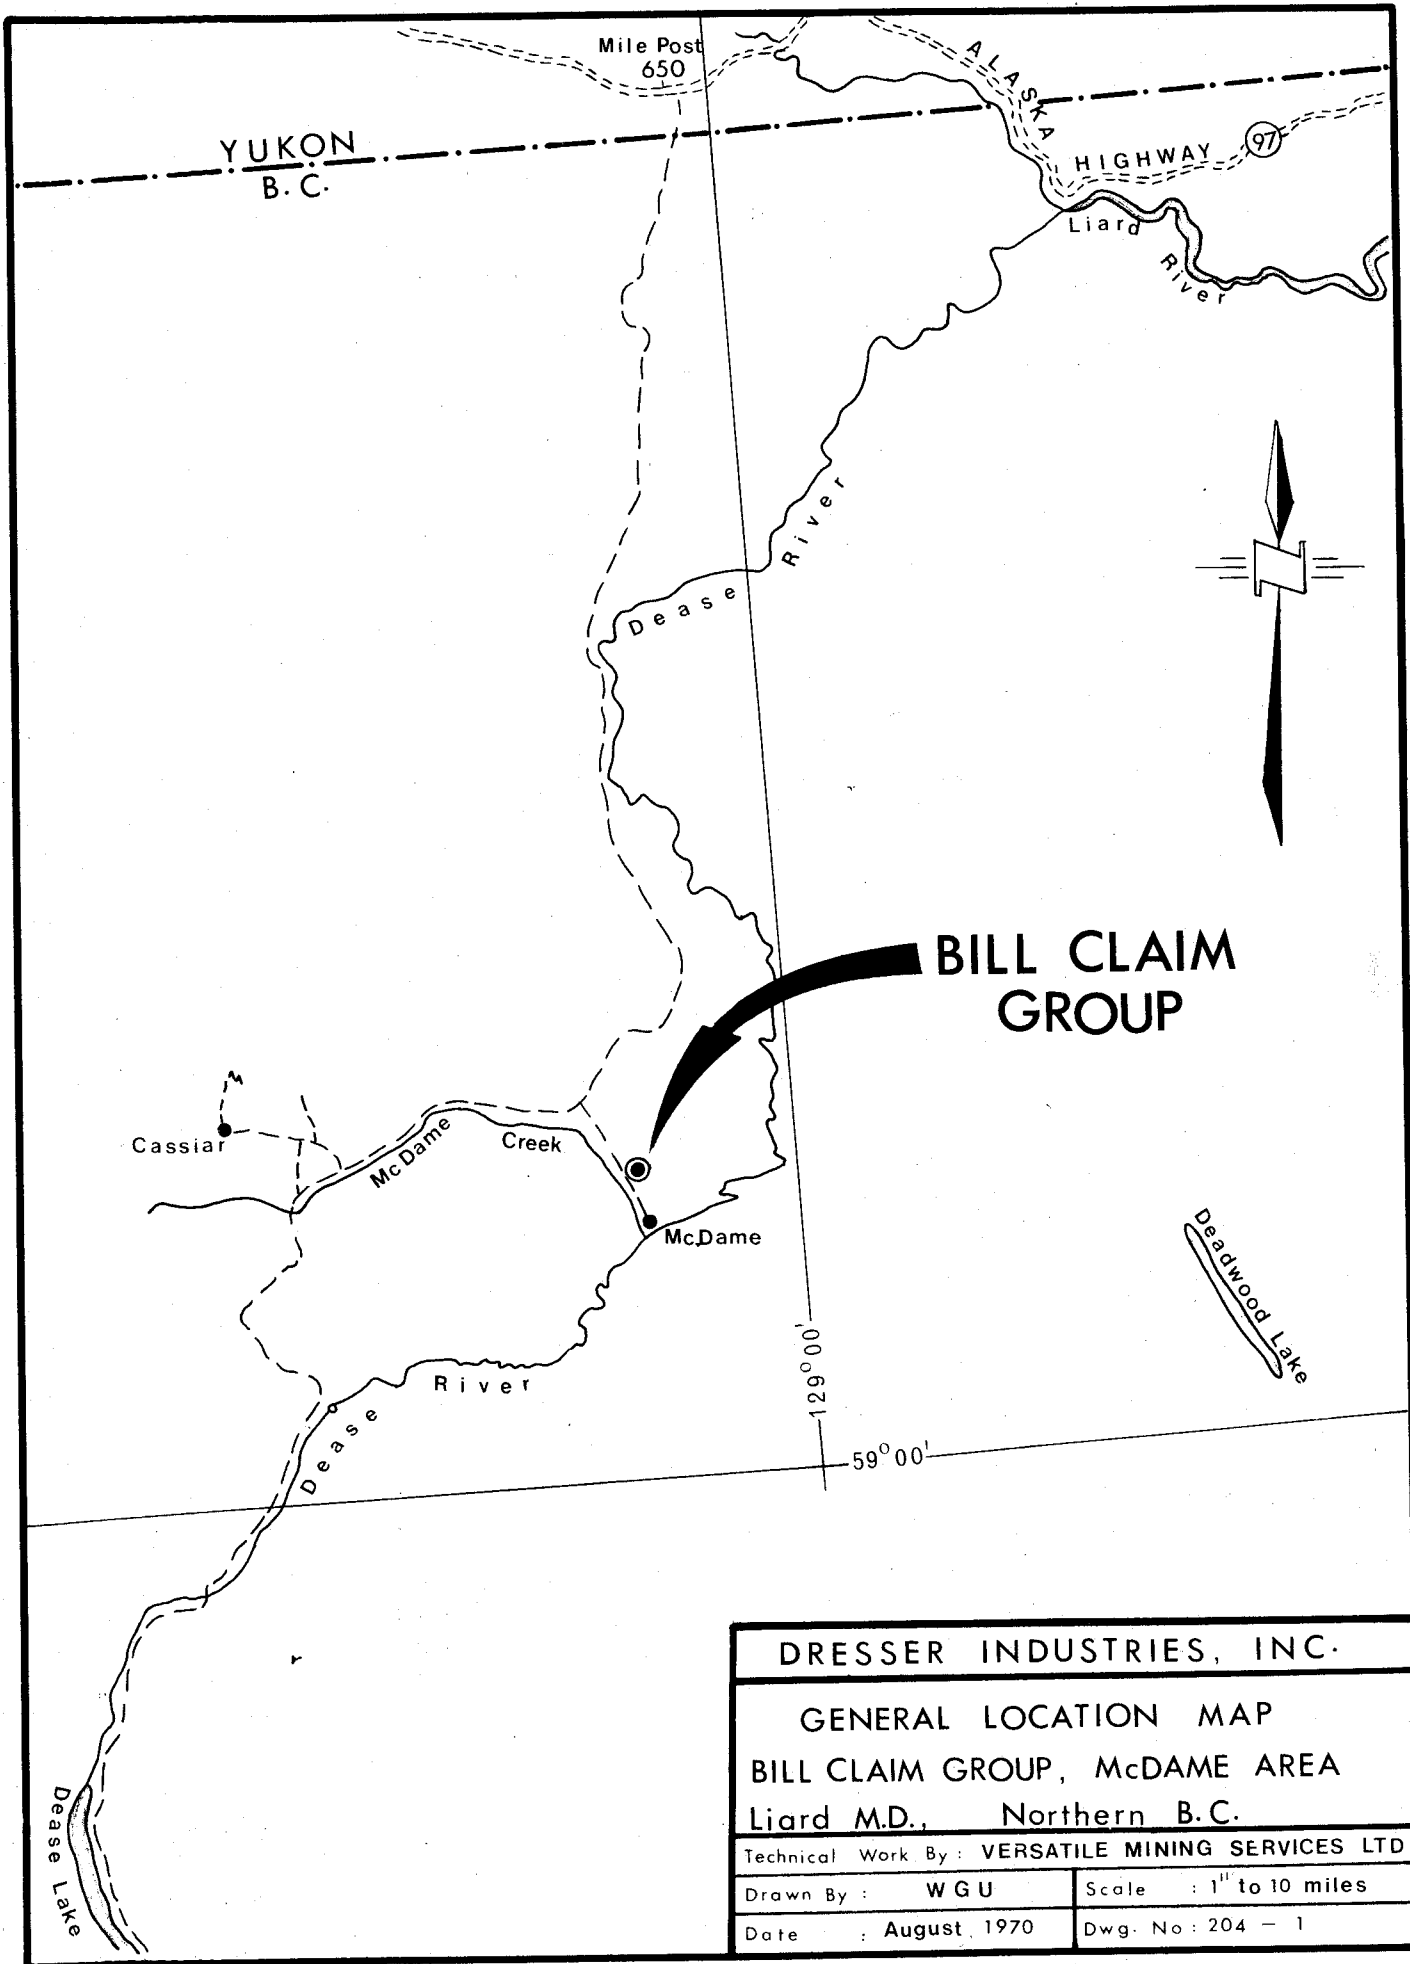 Mile Post
650
ALASKA
HIGHWAY
97
YUKON
B.C.
Liard
River
Dease River
BILL CLAIM
GROUP
Cassiar
McDame
Creek
McDame
Deadwood Lake
129°00'
59°00'
Dease River
Dease Lake
DRESSER INDUSTRIES, INC.
GENERAL LOCATION MAP
BILL CLAIM GROUP, McDAME AREA
Liard M.D., Northern B.C.
Technical Work By : VERSATILE MINING SERVICES LTD
Drawn By : WGU
Scale : 1" to 10 miles
Date : August, 1970
Dwg. No : 204 - 1